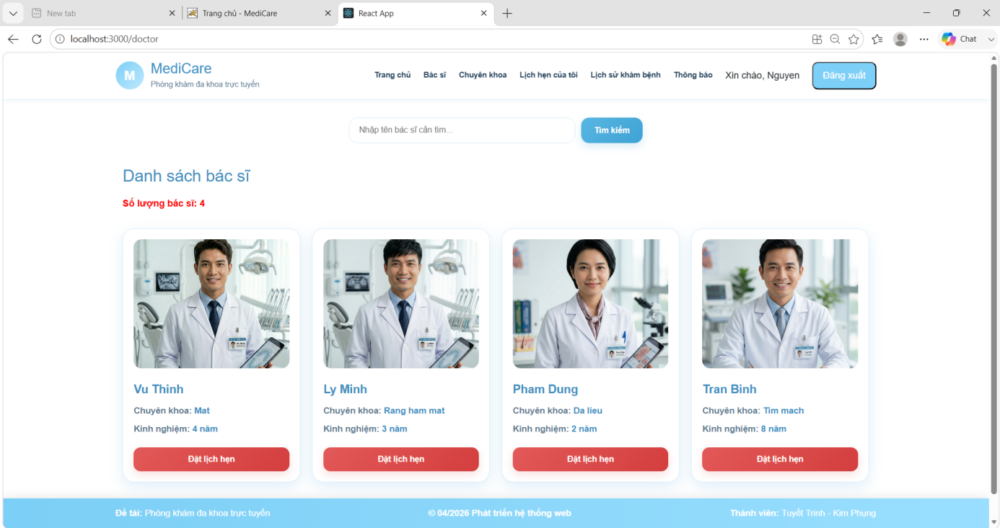 New tab
Trang chủ - MediCare
React App
localhost:3000/doctor
Chat
M
MediCare
Phòng khám đa khoa trực tuyến
Trang chủ
Bác sĩ
Chuyên khoa
Lịch hẹn của tôi
Lịch sử khám bệnh
Thông báo
Xin chào, Nguyen
Đăng xuất
Nhập tên bác sĩ cần tìm...
Tìm kiếm
Danh sách bác sĩ
Số lượng bác sĩ: 4
Vu Thinh
Chuyên khoa: Mat
Kinh nghiệm: 4 năm
Đặt lịch hẹn
Ly Minh
Chuyên khoa: Rang ham mat
Kinh nghiệm: 3 năm
Đặt lịch hẹn
Pham Dung
Chuyên khoa: Da lieu
Kinh nghiệm: 2 năm
Đặt lịch hẹn
Tran Binh
Chuyên khoa: Tim mach
Kinh nghiệm: 8 năm
Đặt lịch hẹn
Đề tài: Phòng khám đa khoa trực tuyến
© 04/2026 Phát triển hệ thống web
Thành viên: Tuyết Trinh - Kim Phụng